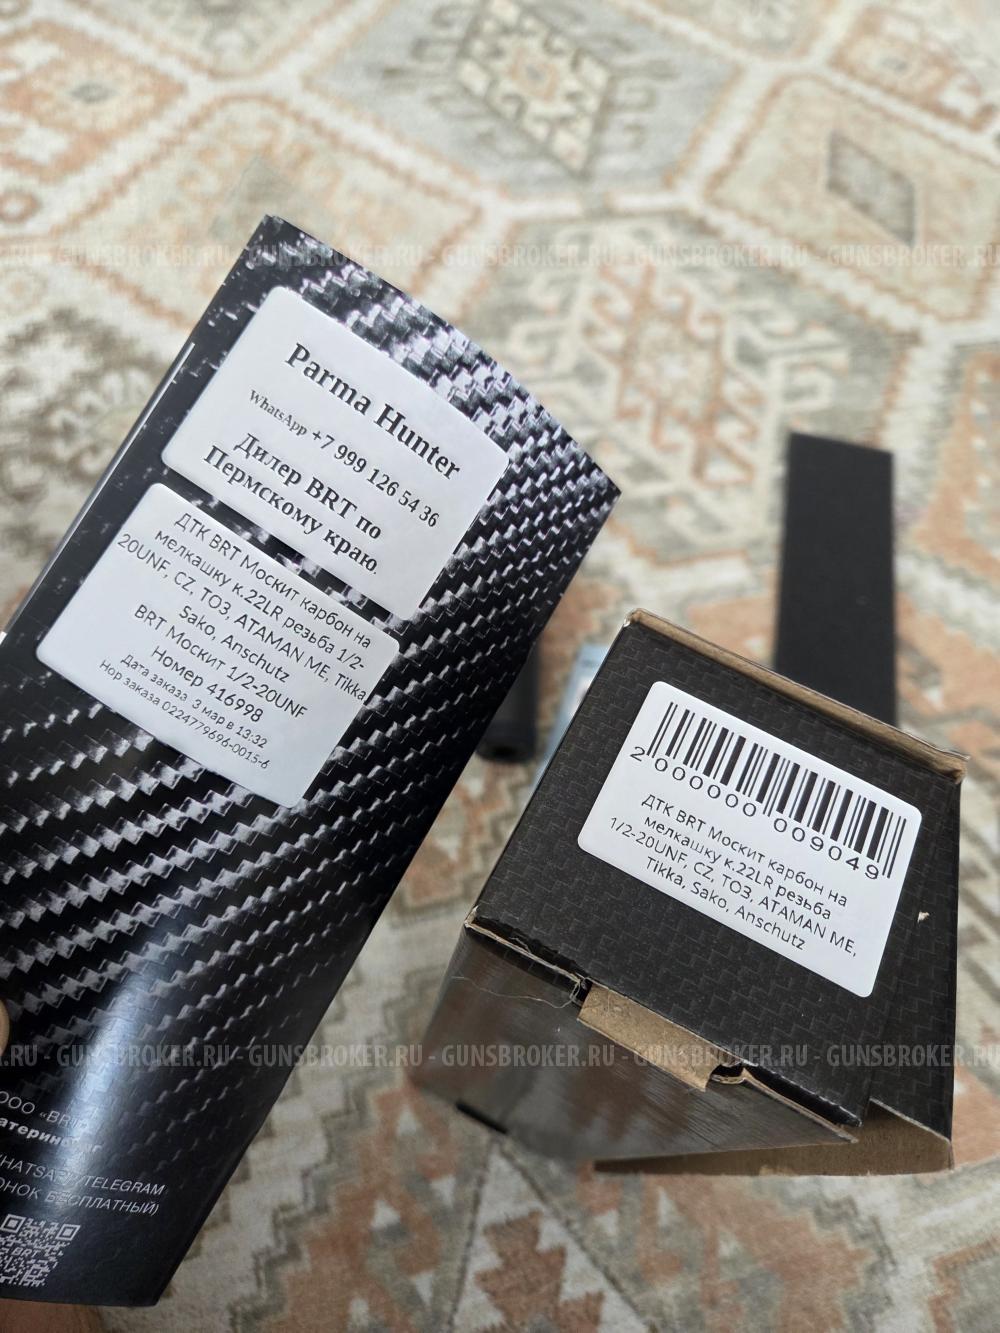 .RU - GUNSBROKER.RU - GUNSBROKER.RU - GUNSBROKER.RU - GUNSBROKER.RU - GUNSBROKER
Parma Hunter
WhatsApp +7 999 126 54 36
Дилер BRT по
Пермскому краю.
ДТК BRT Москит карбон на
мелкашку к.22LR резьба 1/2-
20UNF, CZ, ТОЗ, ATAMAN ME, Tikka,
Sako, Anschutz
BRT Москит 1/2-20UNF
Номер 416998
Дата заказа 3 мар в 13:32
Нор заказа 0224779696-0015-6
2 000000 009049
ДТК BRT Москит карбон на
мелкашку к.22LR резьба
1/2-20UNF, CZ, ТОЗ, ATAMAN ME,
Tikka, Sako, Anschutz
.RU - GUNSBROKER.RU - GUNSBROKER.RU - GUNSBROKER.RU - GUNSBROKER.RU - GUNSBROKER
ООО «BRT»
TELEGRAM
БЕСПЛАТНЫЙ)
BRT